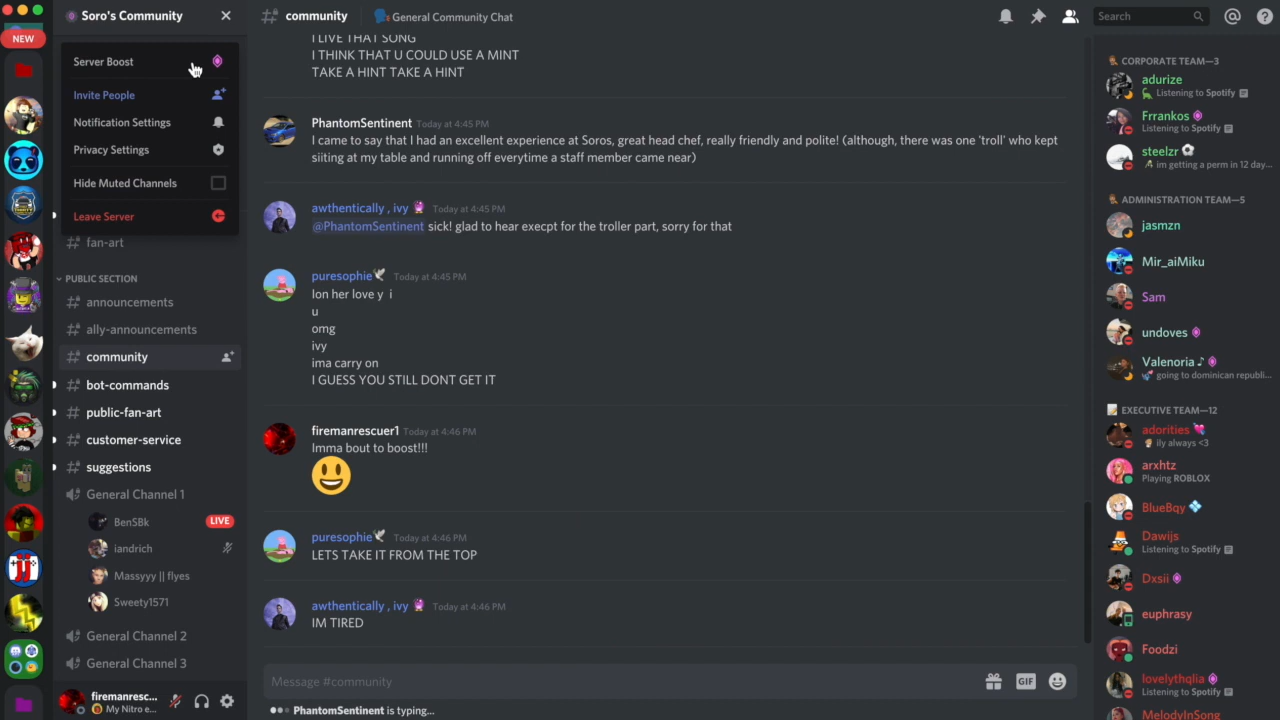 NEW
Soro's Community
Server Boost
Invite People
Notification Settings
Privacy Settings
Hide Muted Channels
Leave Server
fan-art
PUBLIC SECTION
announcements
ally-announcements
community
bot-commands
public-fan-art
customer-service
suggestions
General Channel 1
BenSBk
LIVE
iandrich
Massyyy || flyes
Sweety1571
General Channel 2
General Channel 3
firemanrescu...
My Nitro e...
# community
General Community Chat
Search
I LIVE THAT SONG
I THINK THAT U COULD USE A MINT
TAKE A HINT TAKE A HINT
PhantomSentinent Today at 4:45 PM
I came to say that I had an excellent experience at Soros, great head chef, really friendly and polite! (although, there was one 'troll' who kept
siiting at my table and running off everytime a staff member came near)
awthentically , ivy Today at 4:45 PM
@PhantomSentinent sick! glad to hear execpt for the troller part, sorry for that
puresophie Today at 4:45 PM
Ion her love y i
u
omg
ivy
ima carry on
I GUESS YOU STILL DONT GET IT
firemanrescuer1 Today at 4:46 PM
Imma bout to boost!!!
puresophie Today at 4:46 PM
LETS TAKE IT FROM THE TOP
awthentically , ivy Today at 4:46 PM
IM TIRED
Message #community
GIF
PhantomSentinent is typing...
CORPORATE TEAM—3
adurize
Listening to Spotify
Frrankos
Listening to Spotify
steelzr
im getting a perm in 12 day...
ADMINISTRATION TEAM—5
jasmzn
Mir_aiMiku
Sam
undoves
Valenoria ♪
going to dominican republi...
EXECUTIVE TEAM—12
adorities
ily always <3
arxhtz
Playing ROBLOX
BlueBqy
Dawijs
Listening to Spotify
Dxsii
euphrasy
Foodzi
lovelythqlia
Listening to Spotify
MelodyInSong